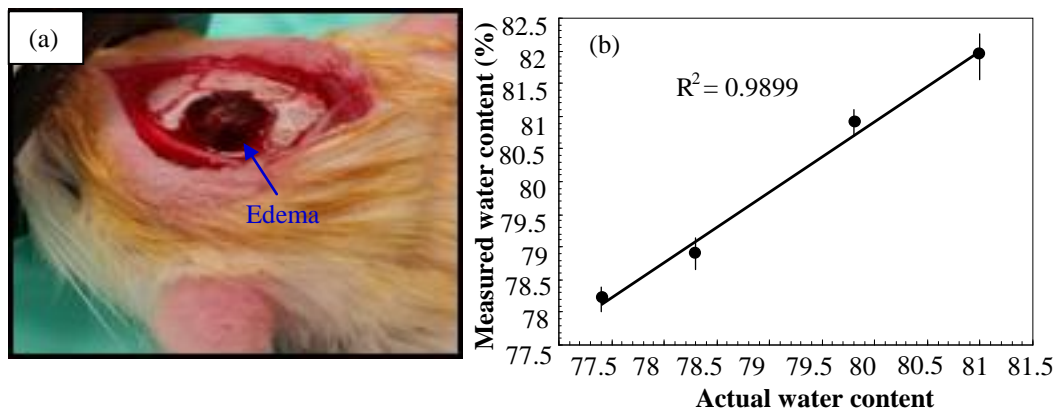 (a)
Edema
(b)
R² = 0.9899
Measured water content (%)
82.5
82
81.5
81
80.5
80
79.5
79
78.5
78
77.5
77.5 78 78.5 79 79.5 80 80.5 81 81.5
Actual water content